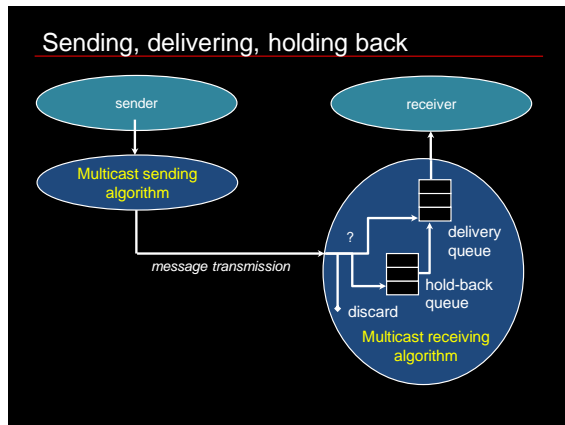 Sending, delivering, holding back
sender
receiver
Multicast sending
algorithm
?
delivery
queue
message transmission
hold-back
queue
discard
Multicast receiving
algorithm